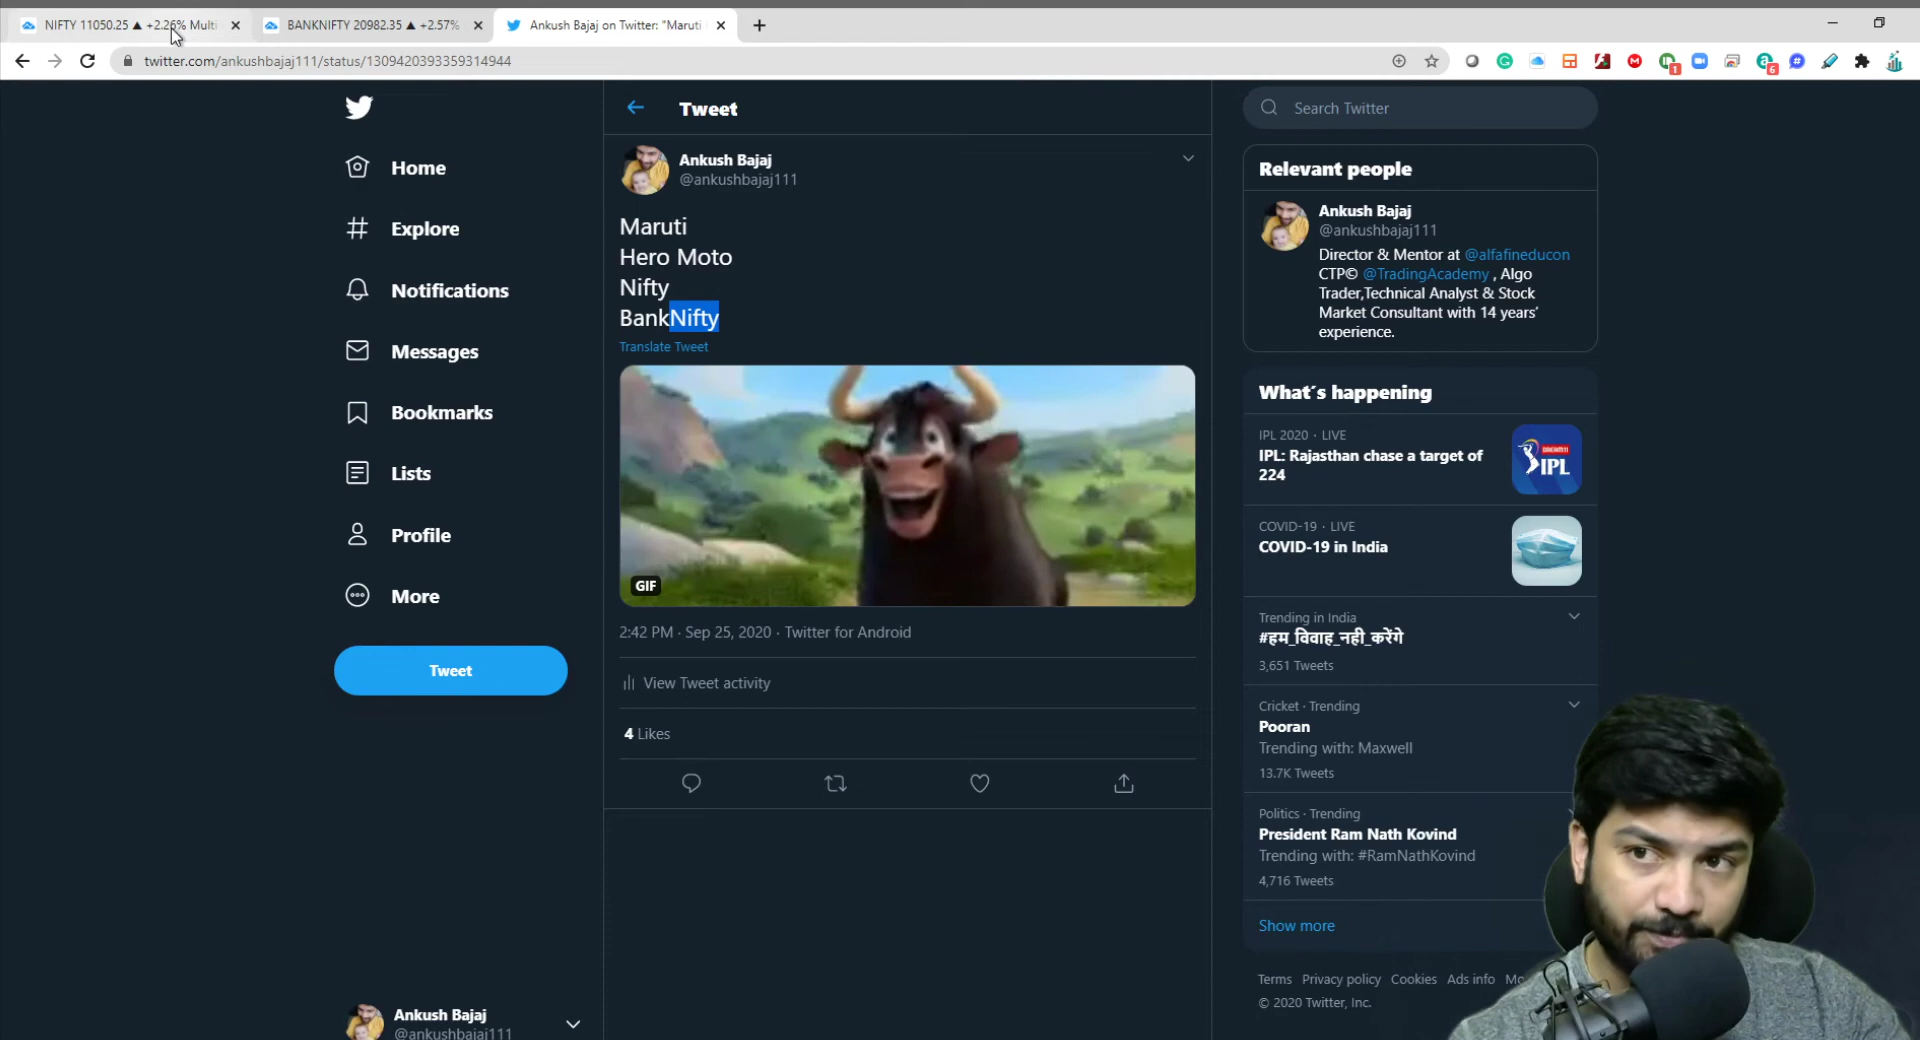 NIFTY 11050.25 ▲ +2.26% Multi
BANKNIFTY 20982.35 ▲ +2.57%
Ankush Bajaj on Twitter: "Maruti
twitter.com/ankushbajaj111/status/1309420393359314944
1
6
Home
Explore
Notifications
Messages
Bookmarks
Lists
Profile
More
Tweet
Ankush Bajaj
@ankushbajaj111
Tweet
Ankush Bajaj
@ankushbajaj111
Maruti
Hero Moto
Nifty
BankNifty
Translate Tweet
GIF
2:42 PM · Sep 25, 2020 · Twitter for Android
View Tweet activity
4 Likes
Search Twitter
Relevant people
Ankush Bajaj
@ankushbajaj111
Director & Mentor at @alfafineducon
CTP© @TradingAcademy , Algo
Trader,Technical Analyst & Stock
Market Consultant with 14 years'
experience.
What's happening
IPL 2020 · LIVE
IPL: Rajasthan chase a target of
224
IPL
COVID-19 · LIVE
COVID-19 in India
Trending in India
#हम_विवाह_नही_करेंगे
3,651 Tweets
Cricket · Trending
Pooran
Trending with: Maxwell
13.7K Tweets
Politics · Trending
President Ram Nath Kovind
Trending with: #RamNathKovind
4,716 Tweets
Show more
Terms Privacy policy Cookies Ads info Mo
© 2020 Twitter, Inc.